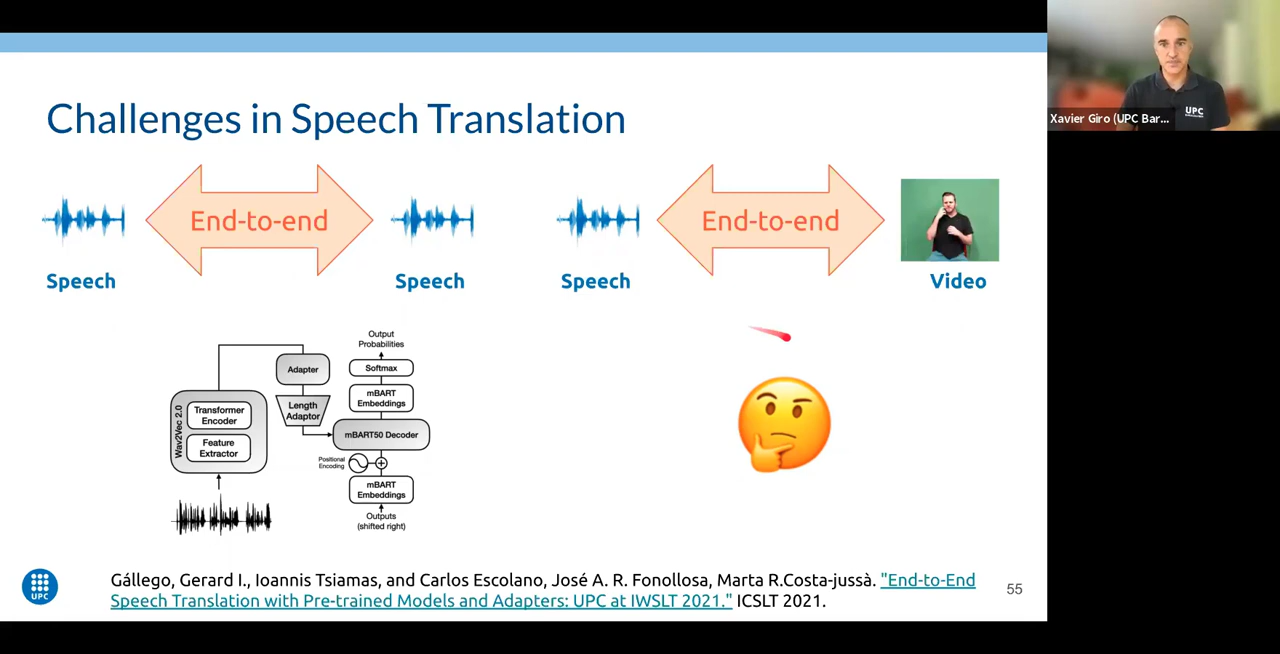 Challenges in Speech Translation
End-to-end
End-to-end
Speech
Speech
Speech
Video
Output
Probabilities
Softmax
mBART
Embeddings
mBART50 Decoder
Adapter
Length
Adaptor
Wav2Vec 2.0
Transformer
Encoder
Feature
Extractor
Positional
Encoding
mBART
Embeddings
Outputs
(shifted right)
Gállego, Gerard I., Ioannis Tsiamas, and Carlos Escolano, José A. R. Fonollosa, Marta R.Costa-jussà. "End-to-End
Speech Translation with Pre-trained Models and Adapters: UPC at IWSLT 2021." ICSLT 2021.
55
UPC
UPC
Xavier Giro (UPC Bar...